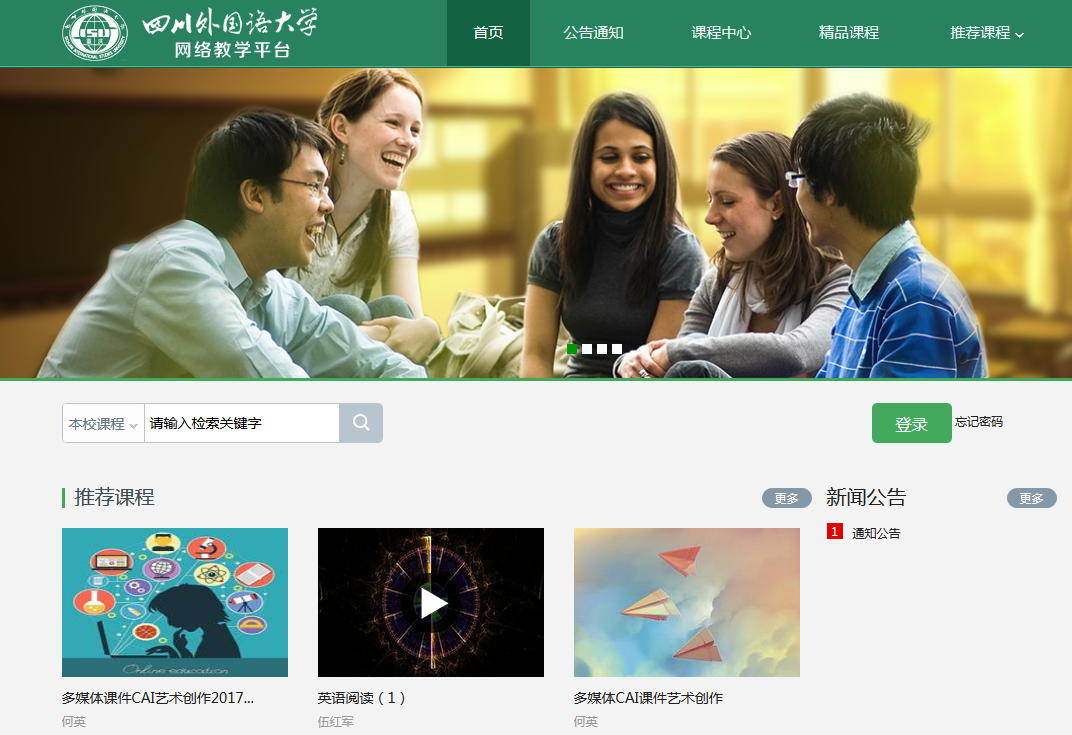 四川外国语大学
网络教学平台
首页
公告通知
课程中心
精品课程
推荐课程
本校课程
请输入检索关键字
登录
忘记密码
推荐课程
更多
新闻公告
更多
1 通知公告
Online education
多媒体课件CAI艺术创作2017...
何英
英语阅读（1）
伍红军
多媒体CAI课件艺术创作
何英